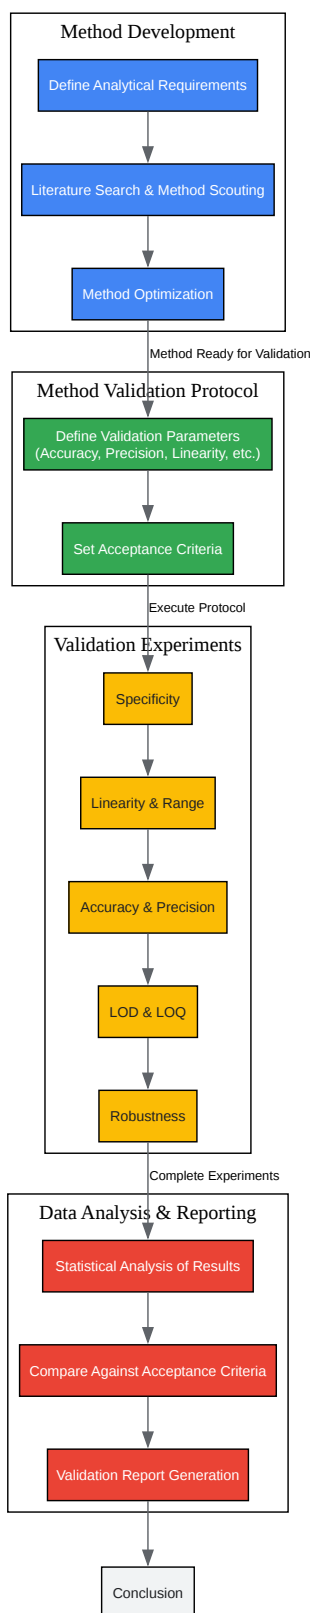 Method Development
Define Analytical Requirements
Literature Search & Method Scouting
Method Optimization
Method Ready for Validation
Method Validation Protocol
Define Validation Parameters
(Accuracy, Precision, Linearity, etc.)
Set Acceptance Criteria
Execute Protocol
Validation Experiments
Specificity
Linearity & Range
Accuracy & Precision
LOD & LOQ
Robustness
Complete Experiments
Data Analysis & Reporting
Statistical Analysis of Results
Compare Against Acceptance Criteria
Validation Report Generation
Conclusion